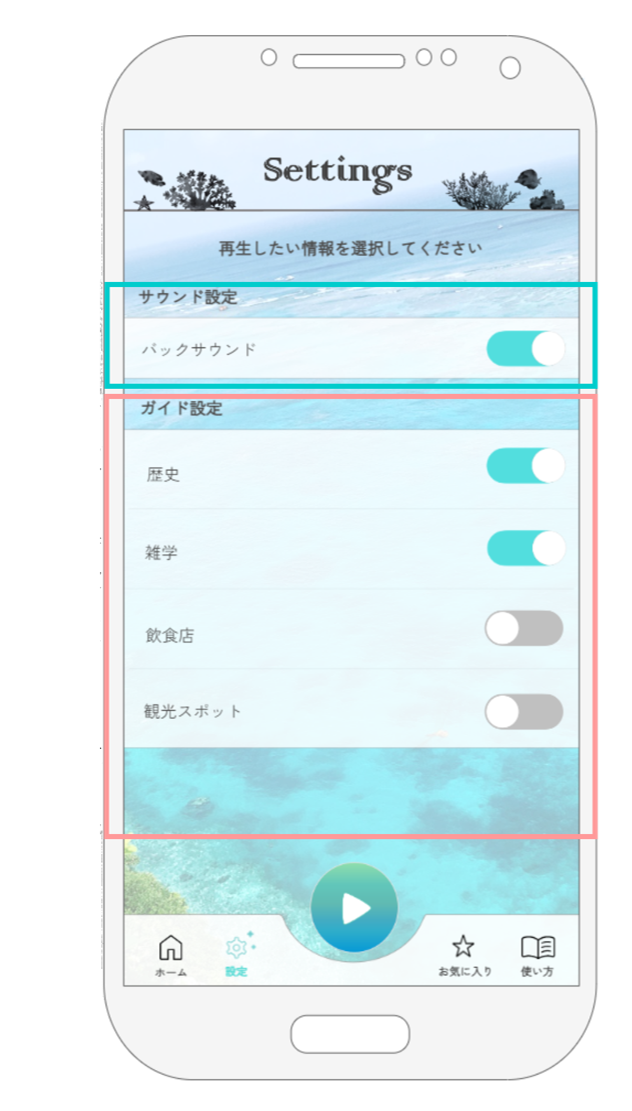 Settings
再生したい情報を選択してください
サウンド設定
バックサウンド
ガイド設定
歴史
雑学
飲食店
観光スポット
ホーム
設定
お気に入り
使い方